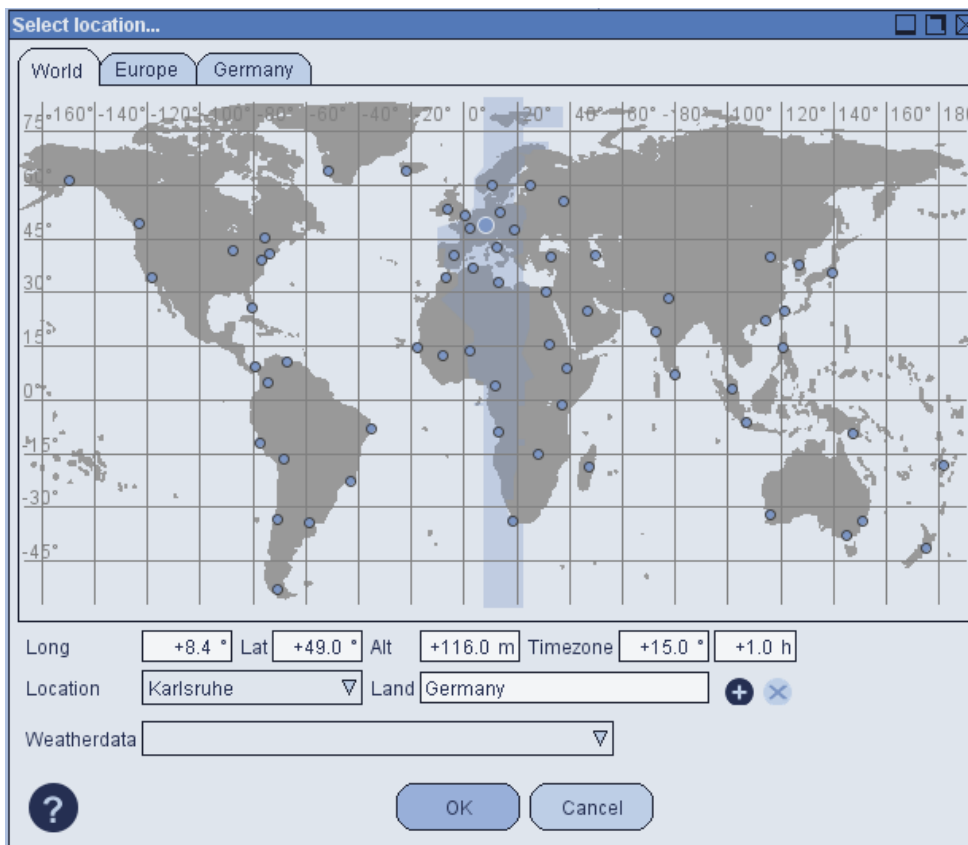 Select location...
World Europe Germany
-160° -140° -120° -100° -80° -60° -40° -20° 0° 20° 40° 60° 80° 100° 120° 140° 160° 180
75°
60°
45°
30°
15°
0°
-15°
-30°
-45°
Long +8.4 ° Lat +49.0 ° Alt +116.0 m Timezone +15.0 ° +1.0 h
Location Karlsruhe Land Germany
Weatherdata
? OK Cancel